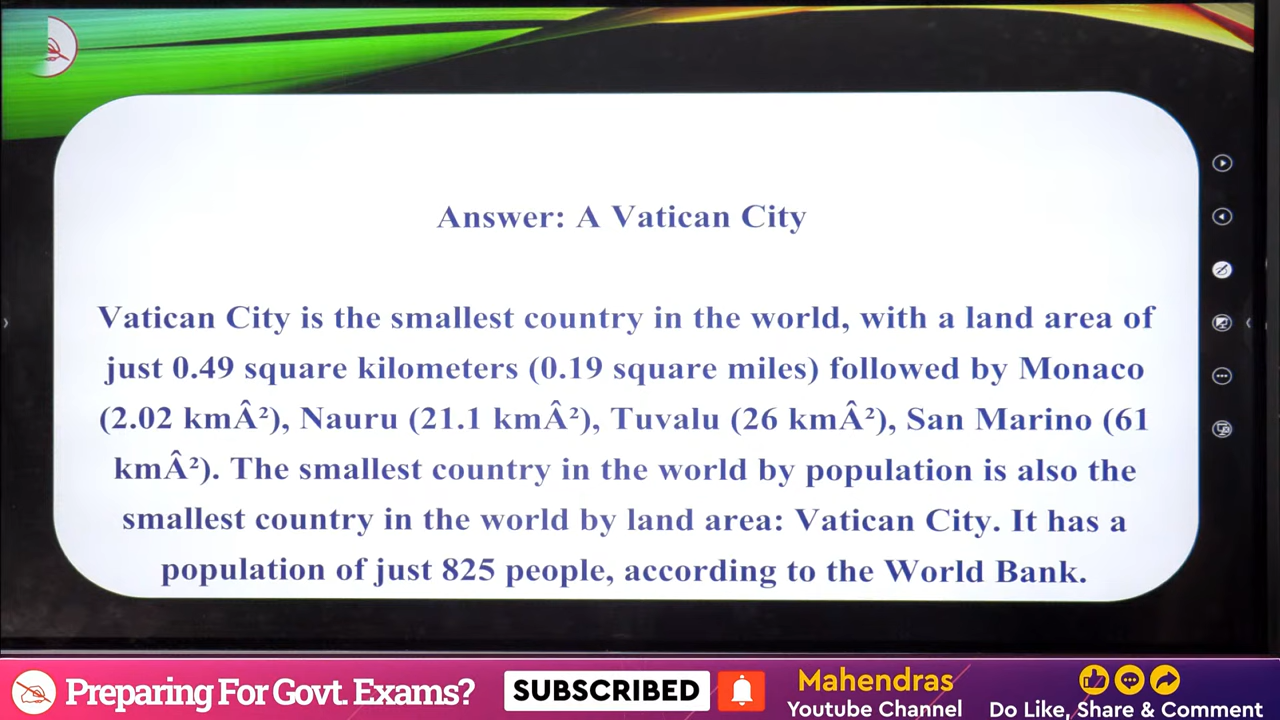 Answer: A Vatican City
Vatican City is the smallest country in the world, with a land area of
just 0.49 square kilometers (0.19 square miles) followed by Monaco
(2.02 kmÂ²), Nauru (21.1 kmÂ²), Tuvalu (26 kmÂ²), San Marino (61
kmÂ²). The smallest country in the world by population is also the
smallest country in the world by land area: Vatican City. It has a
population of just 825 people, according to the World Bank.
Preparing For Govt. Exams?
SUBSCRIBED
Mahendras
Youtube Channel
Do Like, Share & Comment